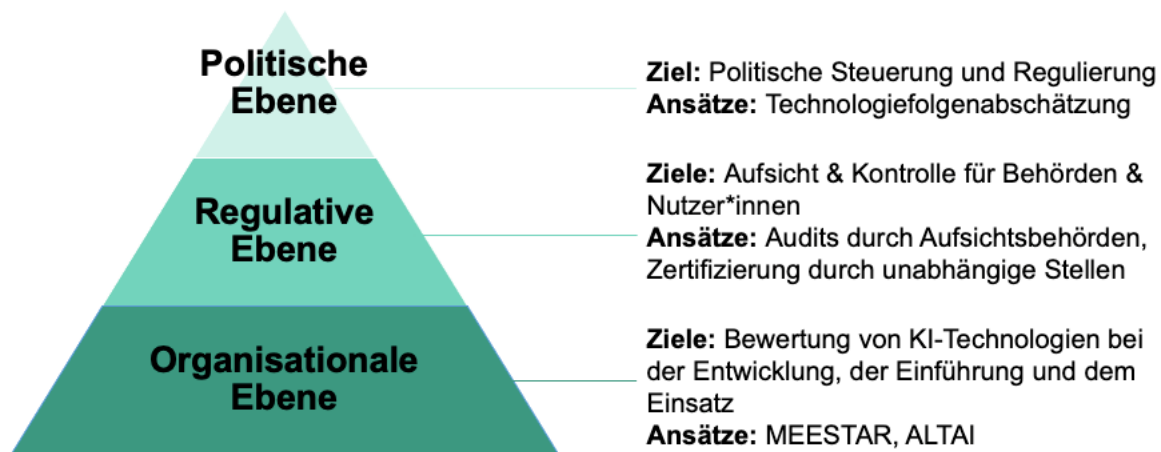 Politische
Ebene
Ziel: Politische Steuerung und Regulierung
Ansätze: Technologiefolgenabschätzung
Regulative
Ebene
Ziele: Aufsicht & Kontrolle für Behörden &
Nutzer*innen
Ansätze: Audits durch Aufsichtsbehörden,
Zertifizierung durch unabhängige Stellen
Organisationale
Ebene
Ziele: Bewertung von KI-Technologien bei
der Entwicklung, der Einführung und dem
Einsatz
Ansätze: MEESTAR, ALTAI